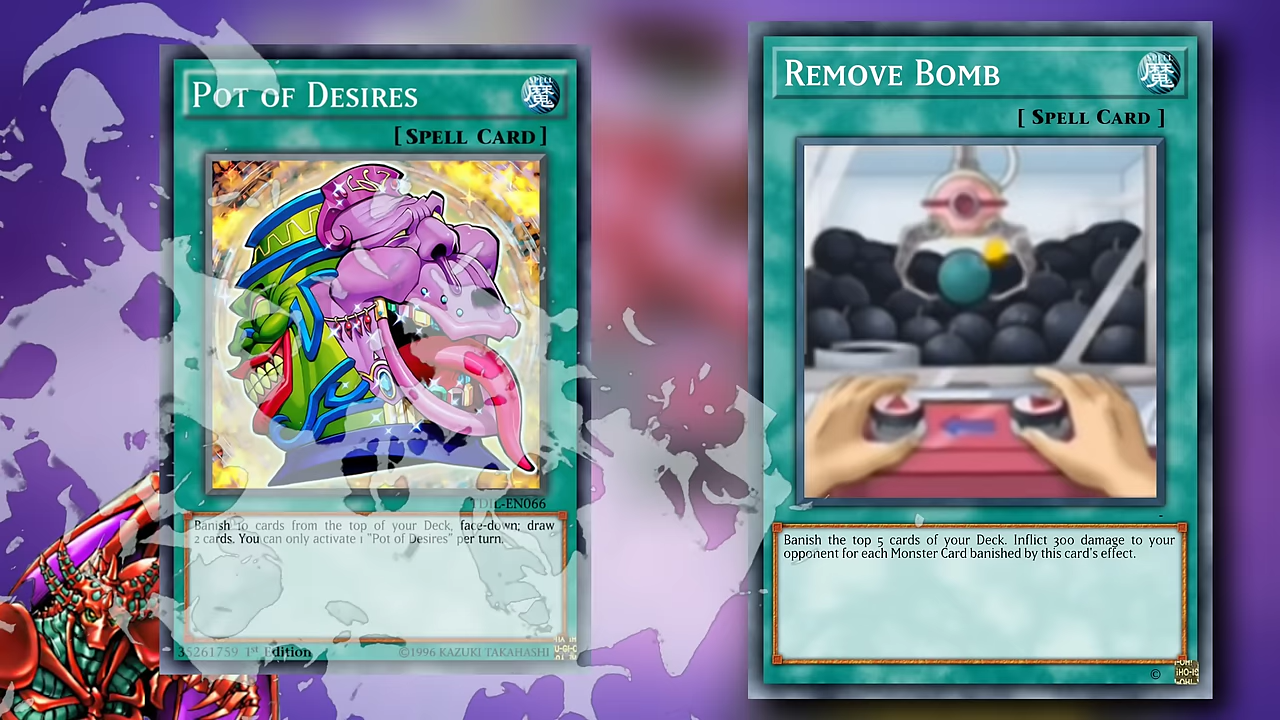 POT OF DESIRES
[SPELL CARD]
TDIL-EN066
Banish 10 cards from the top of your Deck, face-down; draw
2 cards. You can only activate 1 "Pot of Desires" per turn.
35261759 1st Edition ©1996 KAZUKI TAKAHASHI
REMOVE BOMB
[ SPELL CARD ]
Banish the top 5 cards of your Deck. Inflict 300 damage to your
opponent for each Monster Card banished by this card's effect.
©